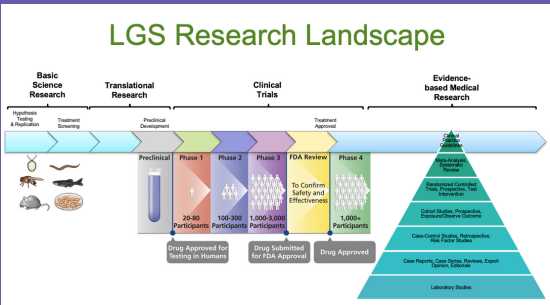 LGS Research Landscape
Basic
Science
Research
Translational
Research
Clinical
Trials
Evidence-
based Medical
Research
Hypothesis
Testing
& Replication
Treatment
Screening
Preclinical
Development
Treatment
Approved
Preclinical
Phase 1
Phase 2
Phase 3
FDA Review
Phase 4
To Confirm
Safety and
Effectiveness
20-80
Participants
100-300
Participants
1,000-3,000
Participants
1,000+
Participants
Drug Approved for
Testing in Humans
Drug Submitted
for FDA Approval
Drug Approved
Clinical
Practice
Guidelines
Meta-Analysis,
Systematic
Review
Randomized Controlled
Trials, Prospective, Test
Intervention
Cohort Studies, Prospective,
Exposure/Observe Outcome
Case-Control Studies, Retrospective,
Risk Factor Studies
Case Reports, Case Series, Reviews, Expert
Opinion, Editorials
Laboratory Studies